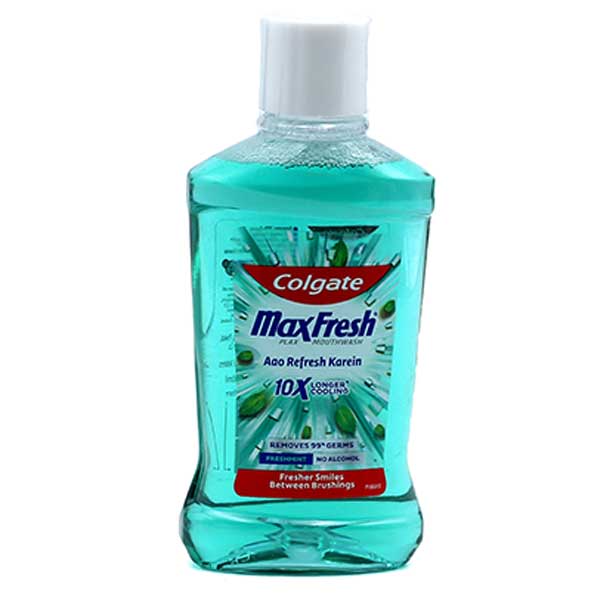 Colgate
MaxFresh
PLAX MOUTHWASH
Aao Refresh Karein
10X LONGER COOLING
REMOVES 99% GERMS
FRESHMINT NO ALCOHOL
Fresher Smiles
Between Brushings